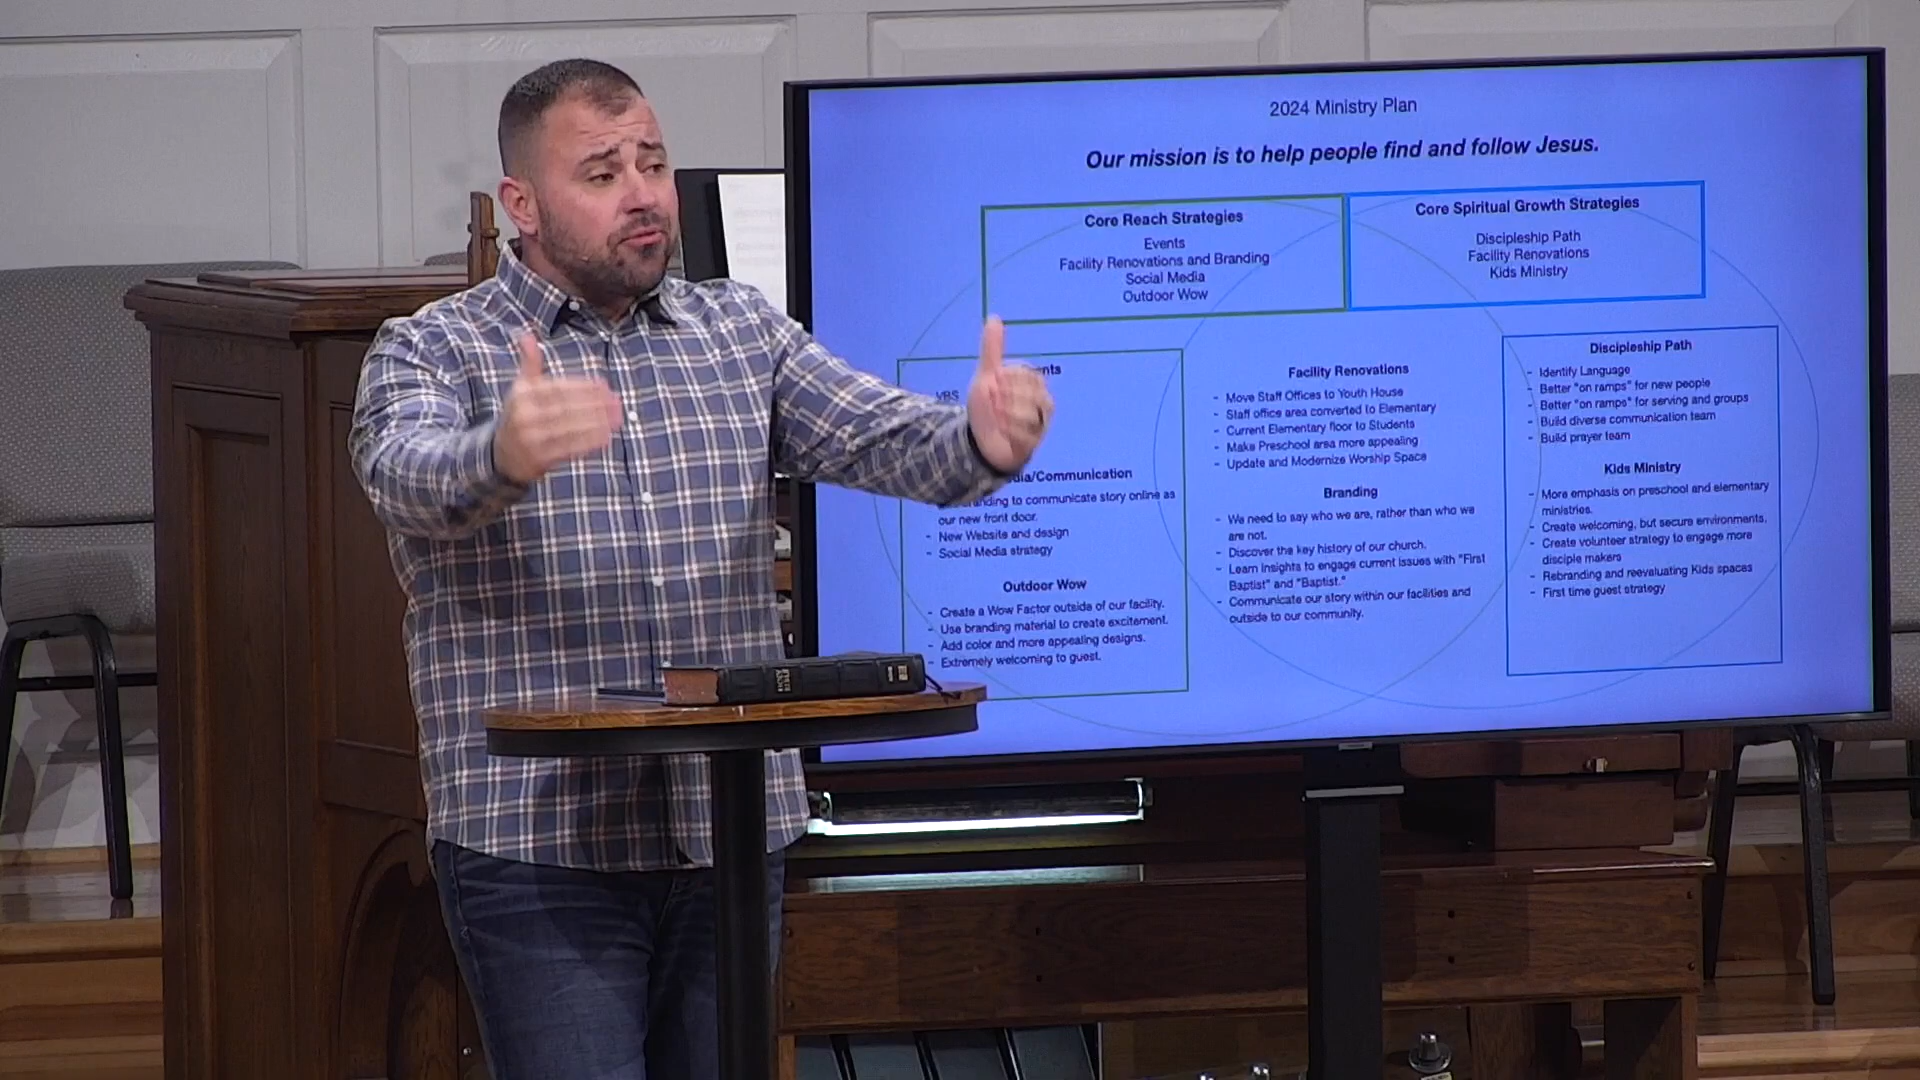 2024 Ministry Plan
Our mission is to help people find and follow Jesus.
Core Reach Strategies
Events
Facility Renovations and Branding
Social Media
Outdoor Wow
Core Spiritual Growth Strategies
Discipleship Path
Facility Renovations
Kids Ministry
VBS
dia/Communication
to communicate story online as
our new front door.
- New Website and design
- Social Media strategy
Outdoor Wow
- Create a Wow Factor outside of our facility.
- Use branding material to create excitement.
- Add color and more appealing designs.
- Extremely welcoming to guest.
Facility Renovations
- Move Staff Offices to Youth House
- Staff office area converted to Elementary
- Current Elementary floor to Students
- Make Preschool area more appealing
- Update and Modernize Worship Space
Branding
- We need to say who we are, rather than who we
are not.
- Discover the key history of our church.
- Learn insights to engage current issues with "First
Baptist" and "Baptist."
- Communicate our story within our facilities and
outside to our community.
Discipleship Path
- Identify Language
- Better "on ramps" for new people
- Better "on ramps" for serving and groups
- Build diverse communication team
- Build prayer team
Kids Ministry
- More emphasis on preschool and elementary
ministries.
- Create welcoming, but secure environments.
- Create volunteer strategy to engage more
disciple makers
- Rebranding and reevaluating Kids spaces
- First time guest strategy